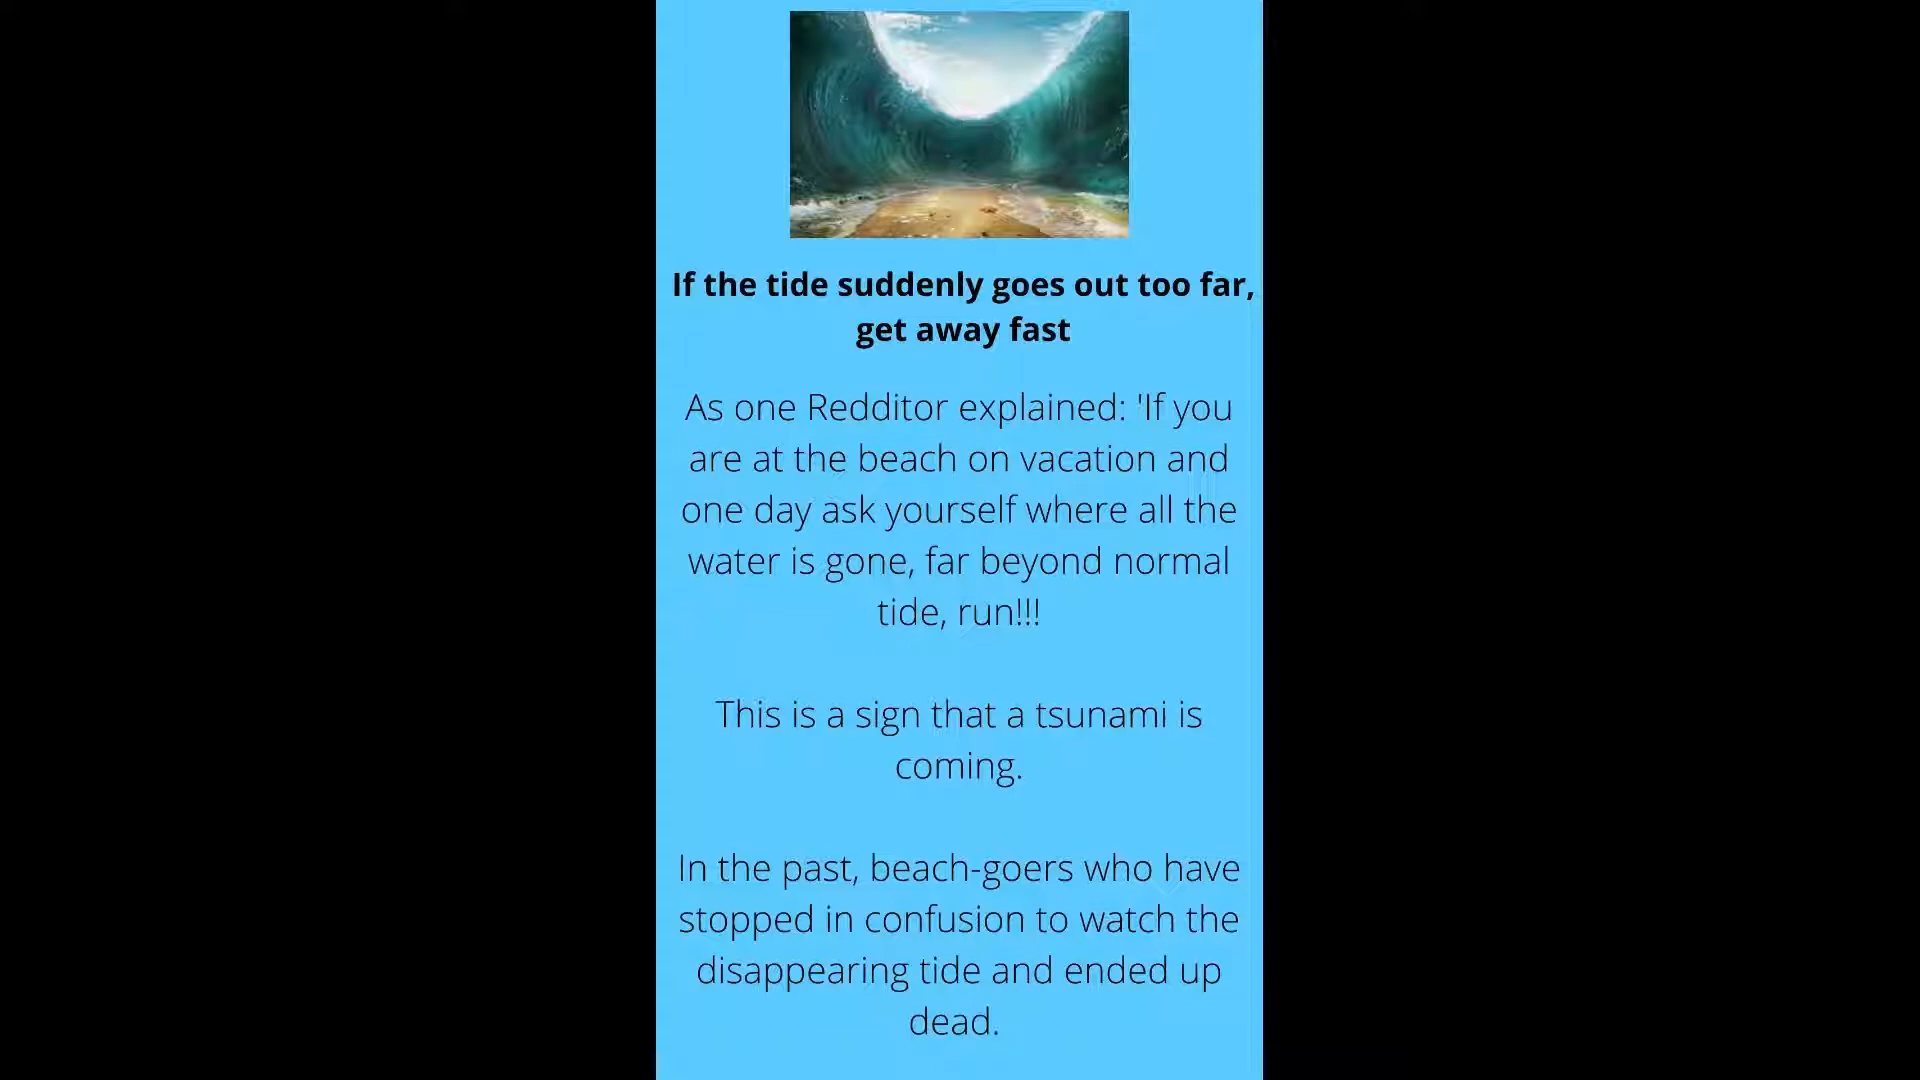 If the tide suddenly goes out too far,
get away fast
As one Redditor explained: 'If you
are at the beach on vacation and
one day ask yourself where all the
water is gone, far beyond normal
tide, run!!!
This is a sign that a tsunami is
coming.
In the past, beach-goers who have
stopped in confusion to watch the
disappearing tide and ended up
dead.